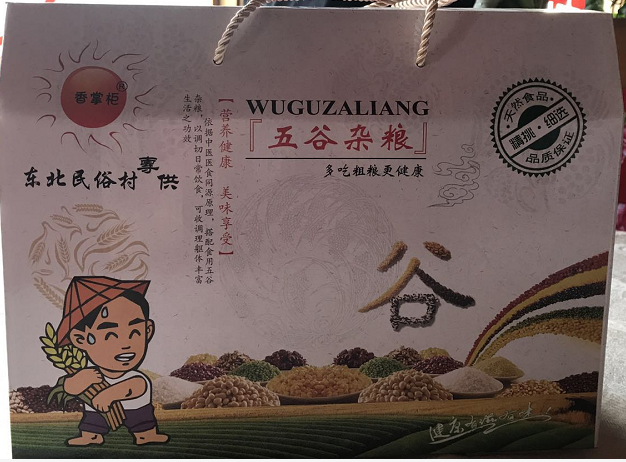 香掌柜®
东北民俗村專供
WUGUZALIANG
『五谷杂粮』
多吃粗粮更健康
【营养健康 美味享受】
依据中医医食同源原理，搭配食用五谷
杂粮，以调切日常饮食，可收调理躯体丰富
生活之功效
天然食品
精挑·细选
品质保证
谷